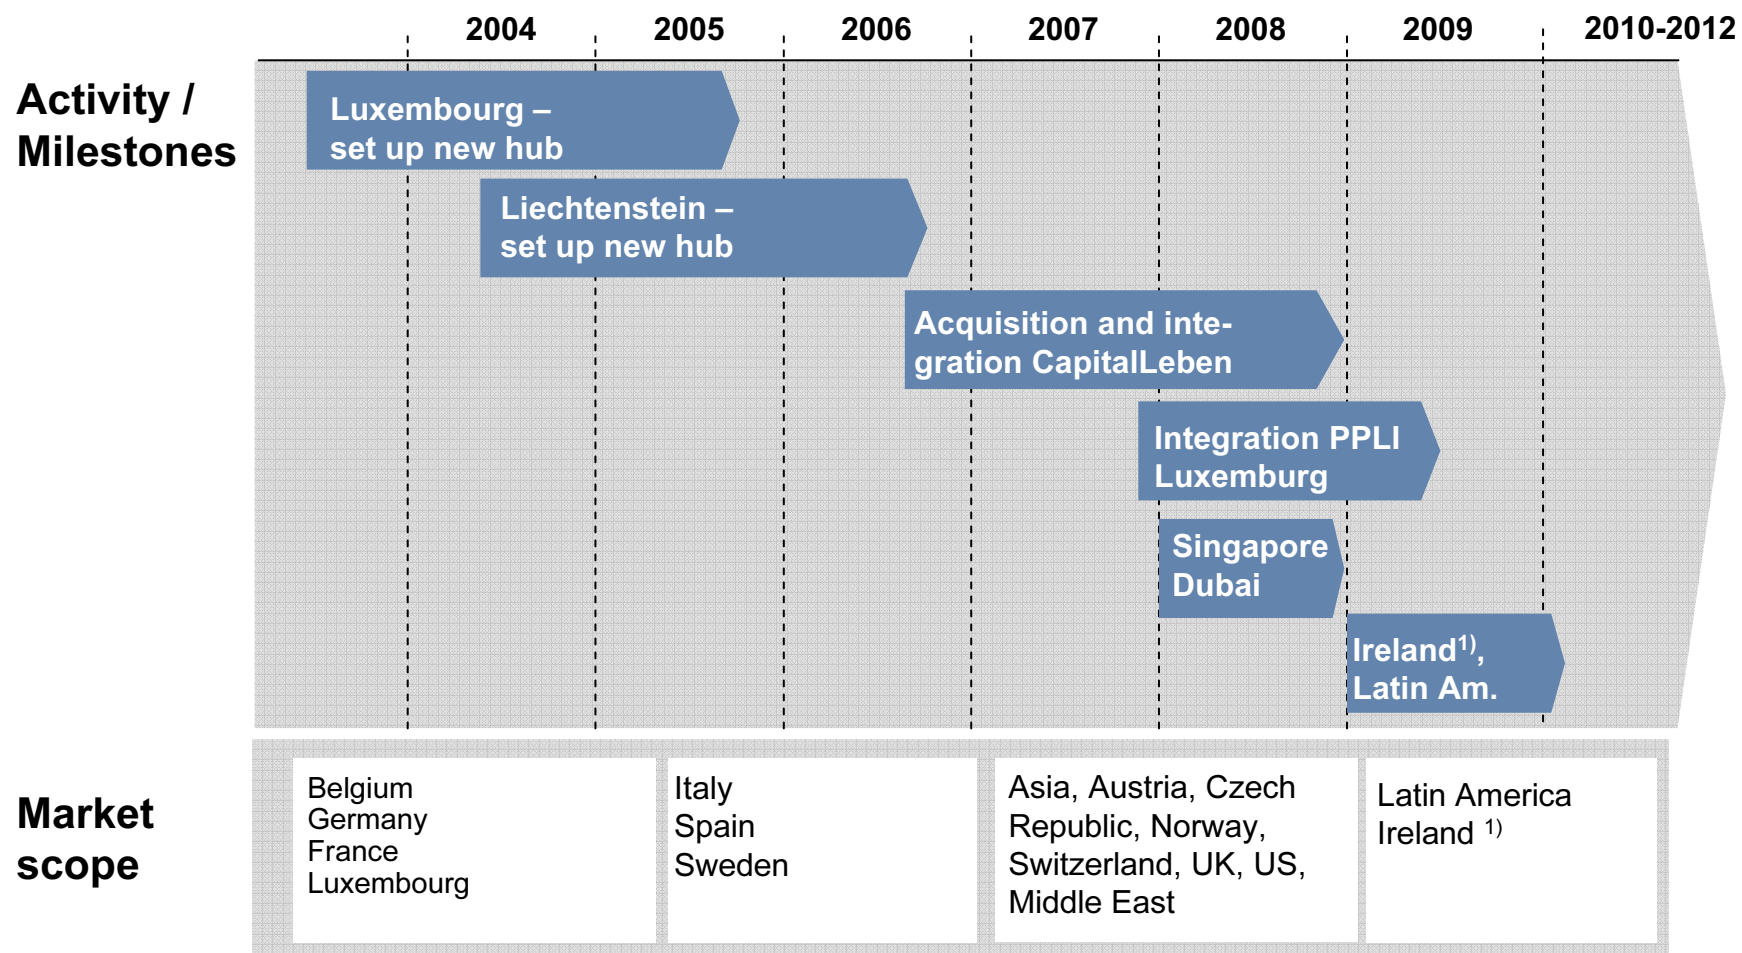 2004 2005 2006 2007 2008 2009 2010-2012
Activity /
Milestones
Luxembourg –
set up new hub
Liechtenstein –
set up new hub
Acquisition and inte-
gration CapitalLeben
Integration PPLI
Luxemburg
Singapore
Dubai
Ireland1),
Latin Am.
Market
scope
Belgium
Germany
France
Luxembourg
Italy
Spain
Sweden
Asia, Austria, Czech
Republic, Norway,
Switzerland, UK, US,
Middle East
Latin America
Ireland 1)